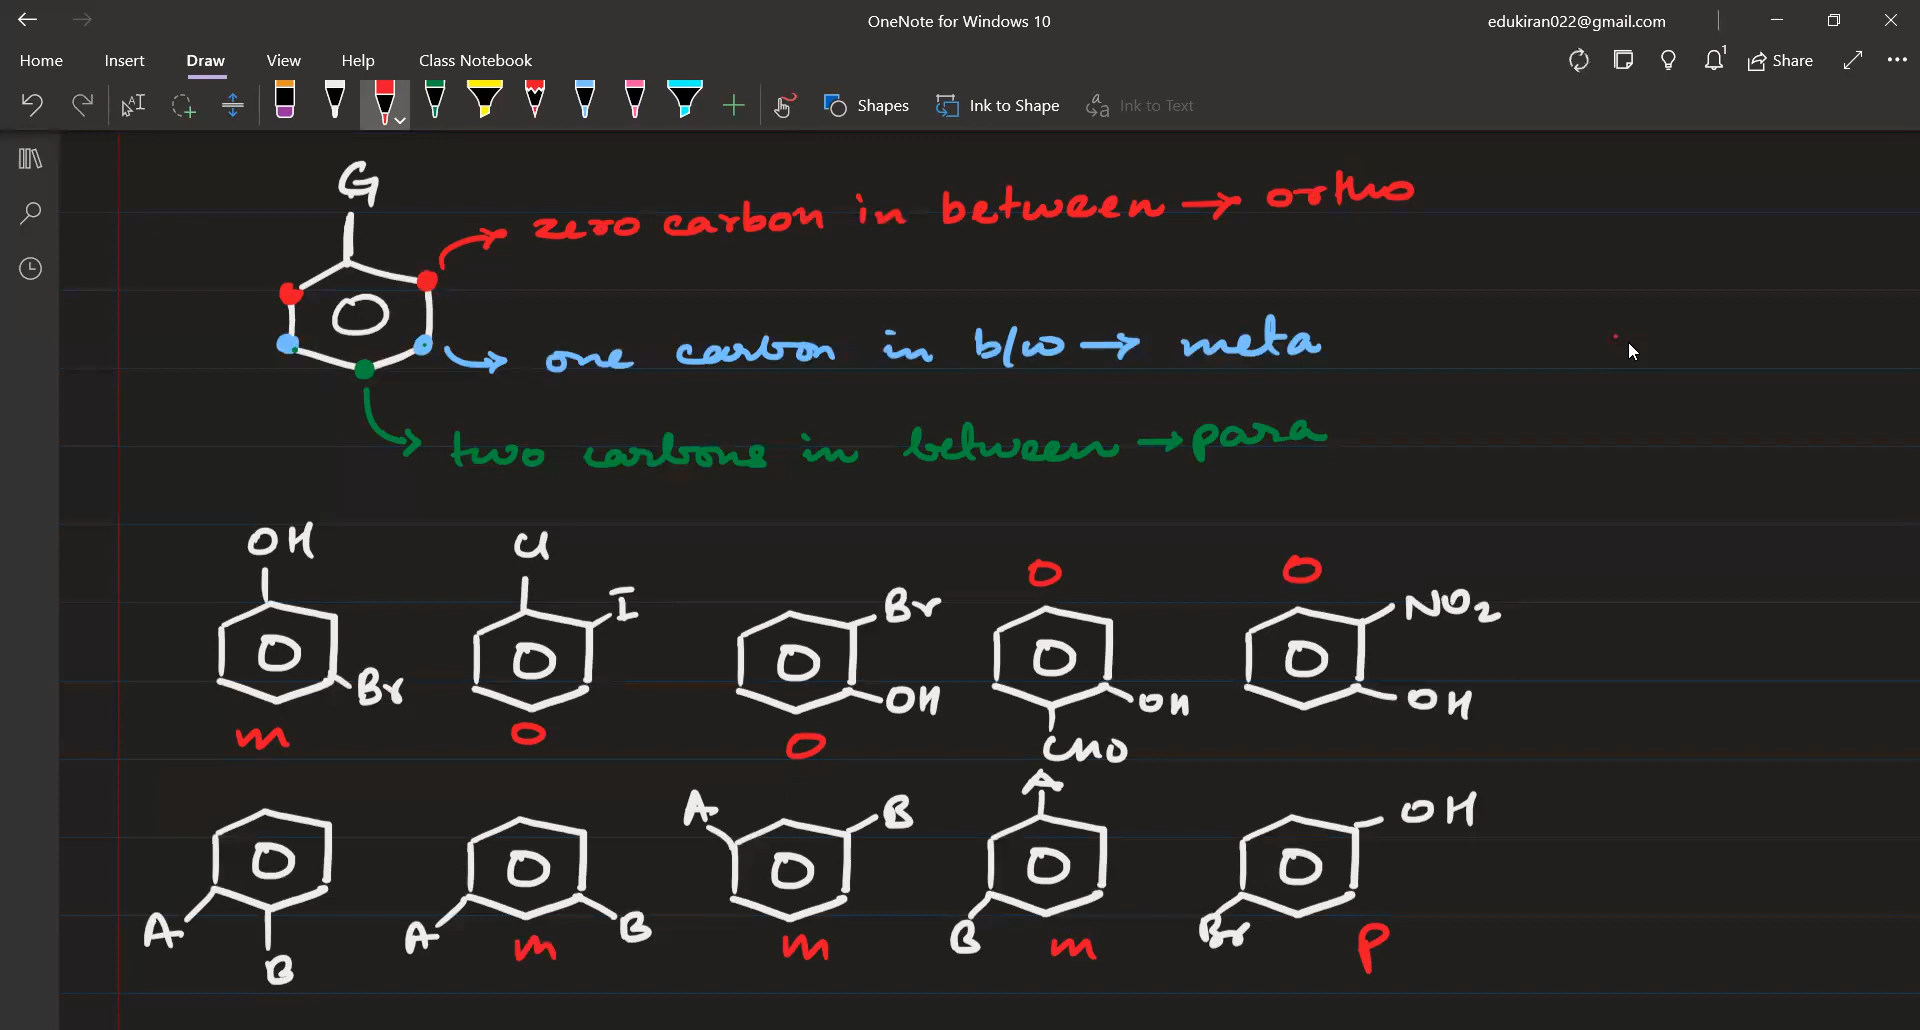 OneNote for Windows 10
edukiran022@gmail.com
Home Insert Draw View Help Class Notebook
1 Share
Shapes Ink to Shape Ink to Text
G
zero carbon in between → ortho
one carbon in b/w → meta
two carbons in between → para
OH
Br
m
Cl
I
o
Br
OH
o
o
OH
CHO
o
NO2
OH
A
B
A
B
m
A
B
m
A
B
m
OH
Br
p